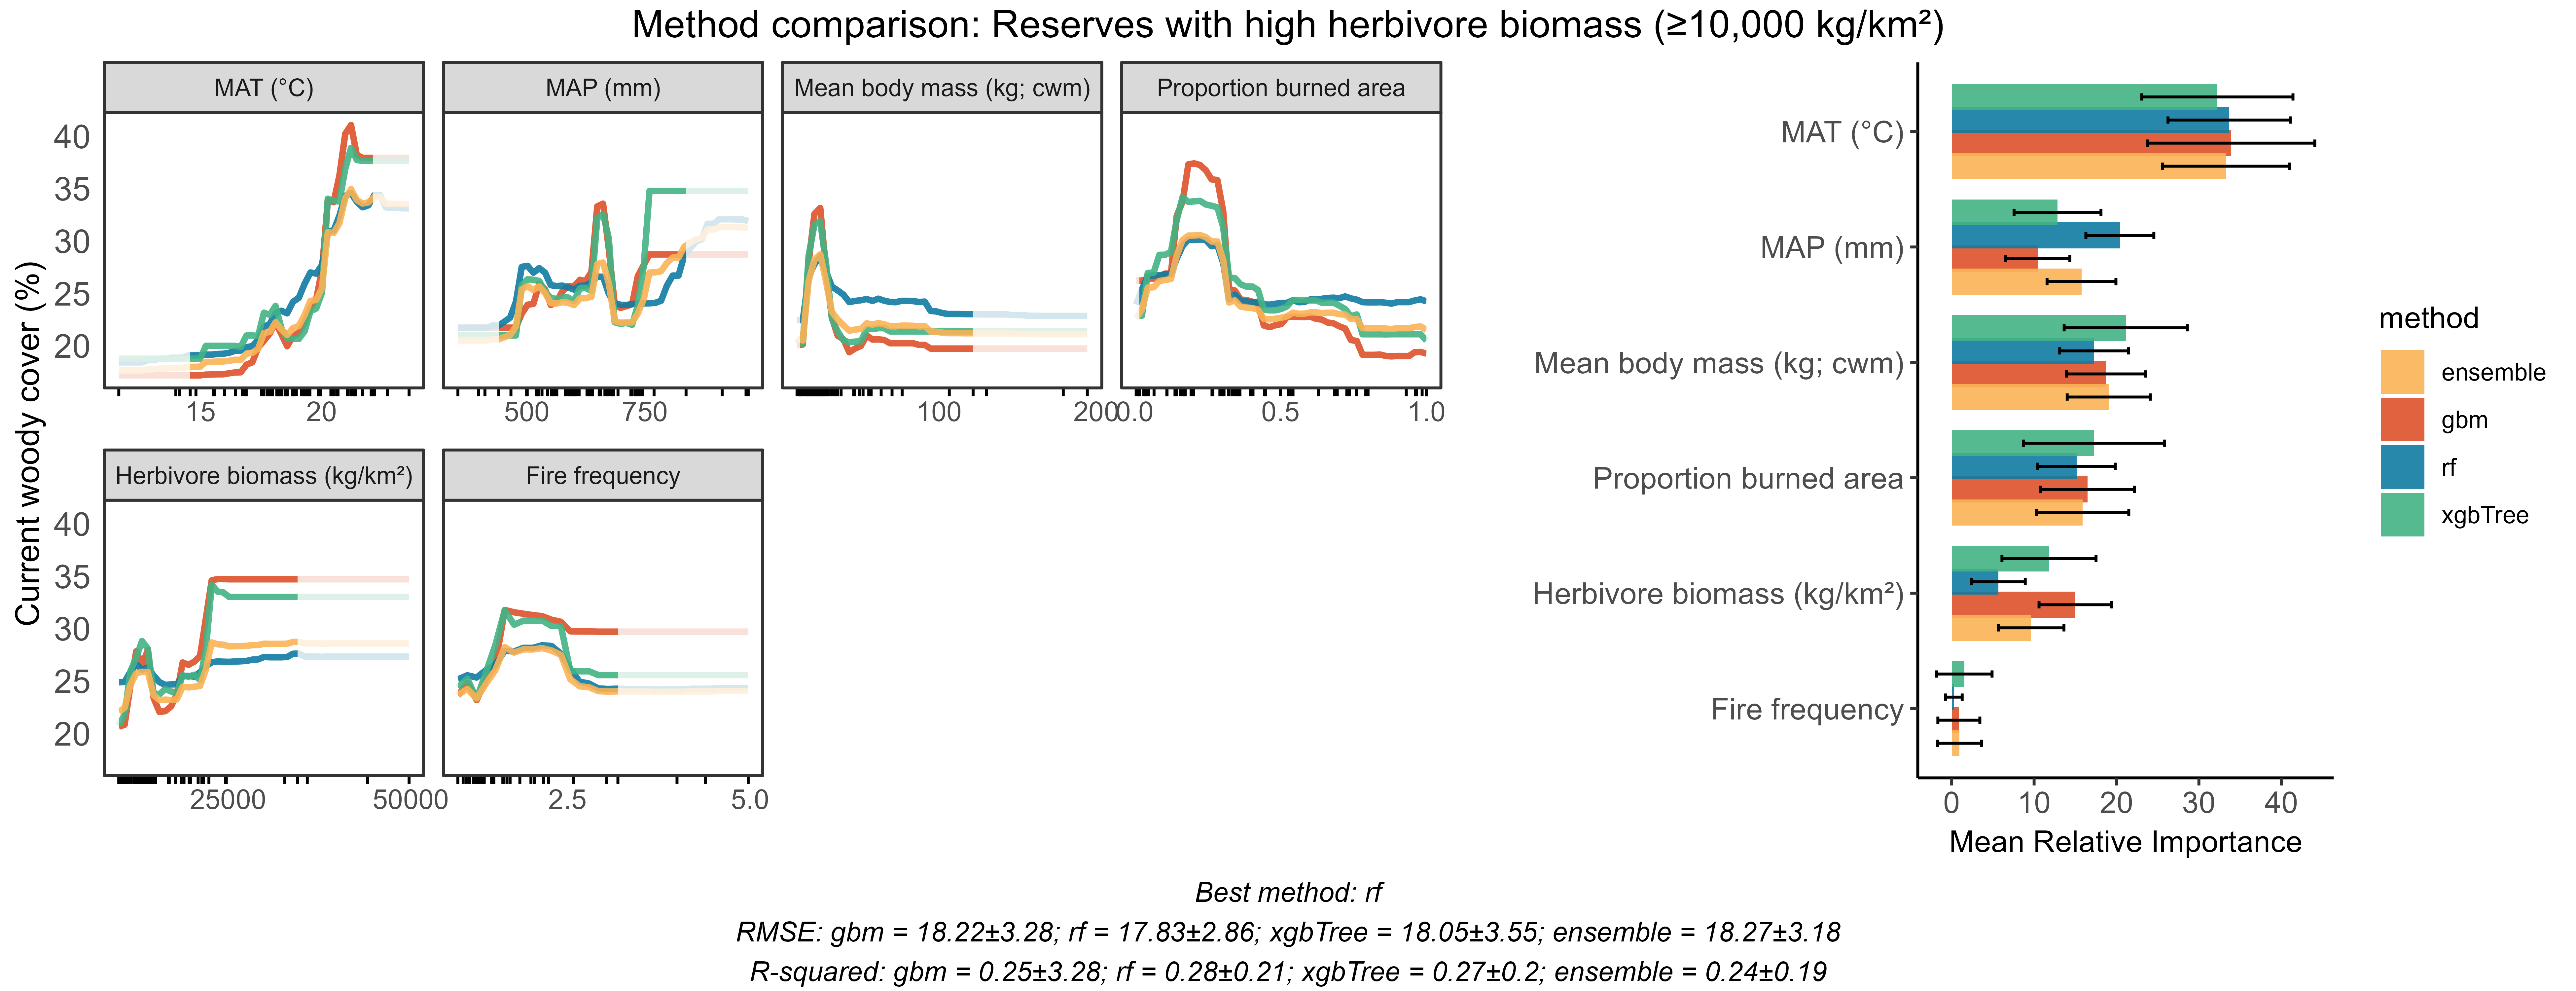 Method comparison: Reserves with high herbivore biomass (≥10,000 kg/km²)
MAT (°C)
MAP (mm)
Mean body mass (kg; cwm)
Proportion burned area
Current woody cover (%)
40
35
30
25
20
15 20
500 750
100 200
0.0 0.5 1.0
Herbivore biomass (kg/km²)
Fire frequency
40
35
30
25
20
25000 50000
2.5 5.0
MAT (°C)
MAP (mm)
Mean body mass (kg; cwm)
Proportion burned area
Herbivore biomass (kg/km²)
Fire frequency
0 10 20 30 40
Mean Relative Importance
method
ensemble
gbm
rf
xgbTree
Best method: rf
RMSE: gbm = 18.22±3.28; rf = 17.83±2.86; xgbTree = 18.05±3.55; ensemble = 18.27±3.18
R-squared: gbm = 0.25±3.28; rf = 0.28±0.21; xgbTree = 0.27±0.2; ensemble = 0.24±0.19